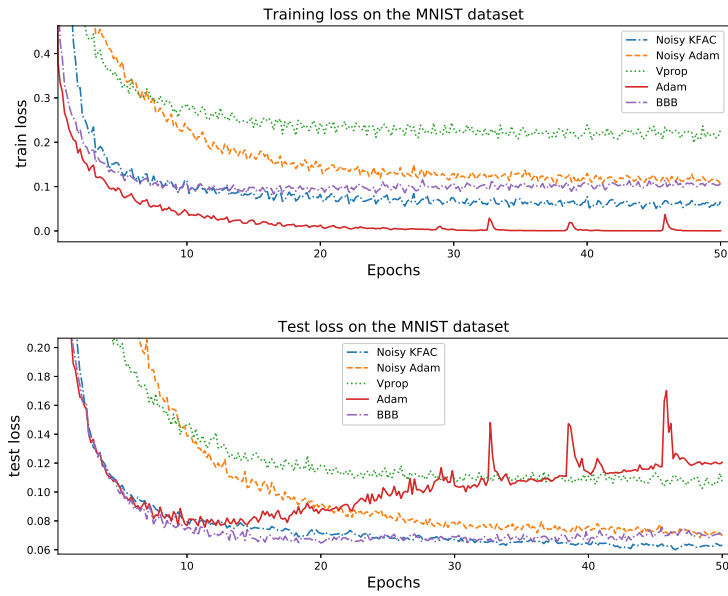 Training loss on the MNIST dataset
train loss
0.4
0.3
0.2
0.1
0.0
Noisy KFAC
Noisy Adam
Vprop
Adam
BBB
10
20
30
40
50
Epochs
Test loss on the MNIST dataset
test loss
0.20
0.18
0.16
0.14
0.12
0.10
0.08
0.06
Noisy KFAC
Noisy Adam
Vprop
Adam
BBB
10
20
30
40
50
Epochs